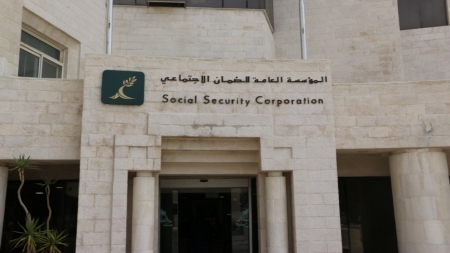 المؤسسة العامة للضمان الاجتماعي
Social Security Corporation